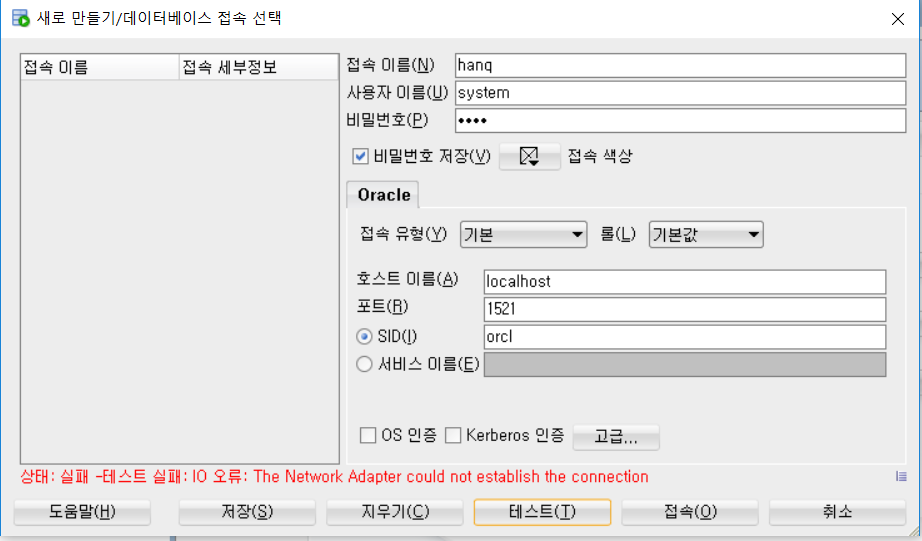 새로 만들기/데이터베이스 접속 선택
접속 이름 접속 세부정보
접속 이름(N) hanq
사용자 이름(U) system
비밀번호(P) ••••
비밀번호 저장(V) 접속 색상
Oracle
접속 유형(Y) 기본 롤(L) 기본값
호스트 이름(A) localhost
포트(R) 1521
SID(I) orcl
서비스 이름(E)
OS 인증 Kerberos 인증 고급...
상태: 실패 -테스트 실패: IO 오류: The Network Adapter could not establish the connection
도움말(H) 저장(S) 지우기(C) 테스트(T) 접속(O) 취소